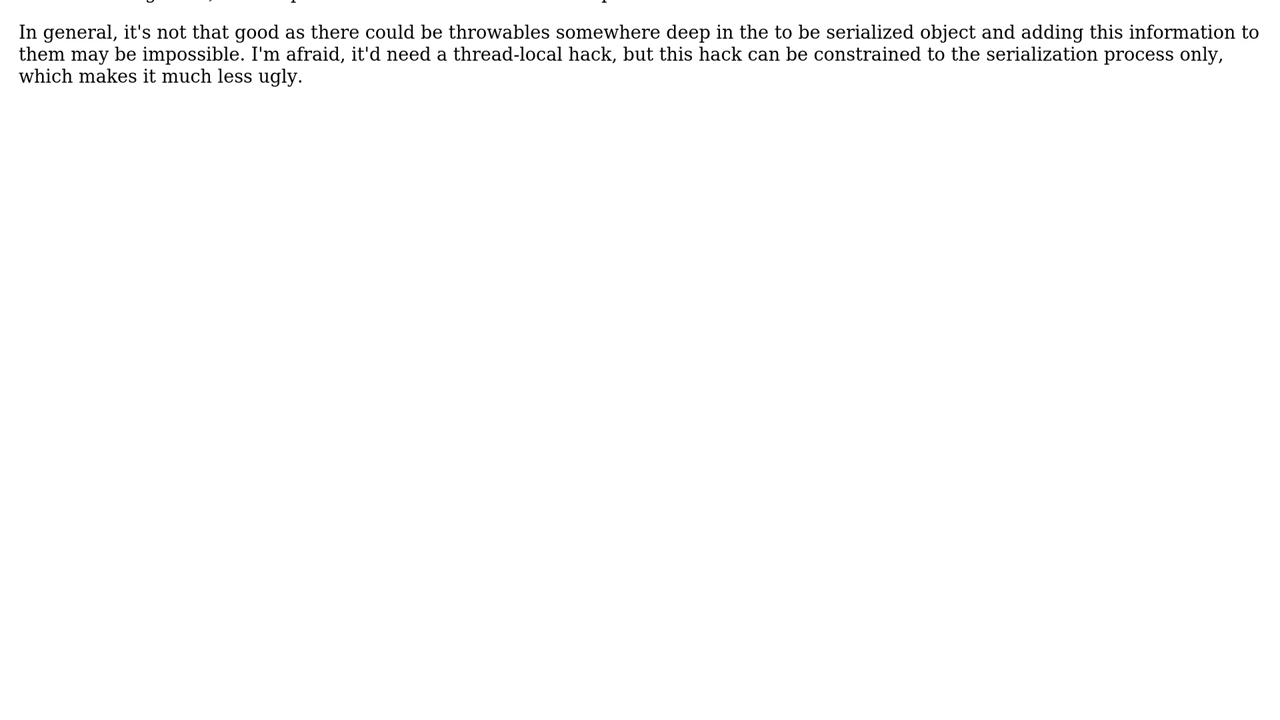 In general, it's not that good as there could be throwables somewhere deep in the to be serialized object and adding this information to
them may be impossible. I'm afraid, it'd need a thread-local hack, but this hack can be constrained to the serialization process only,
which makes it much less ugly.